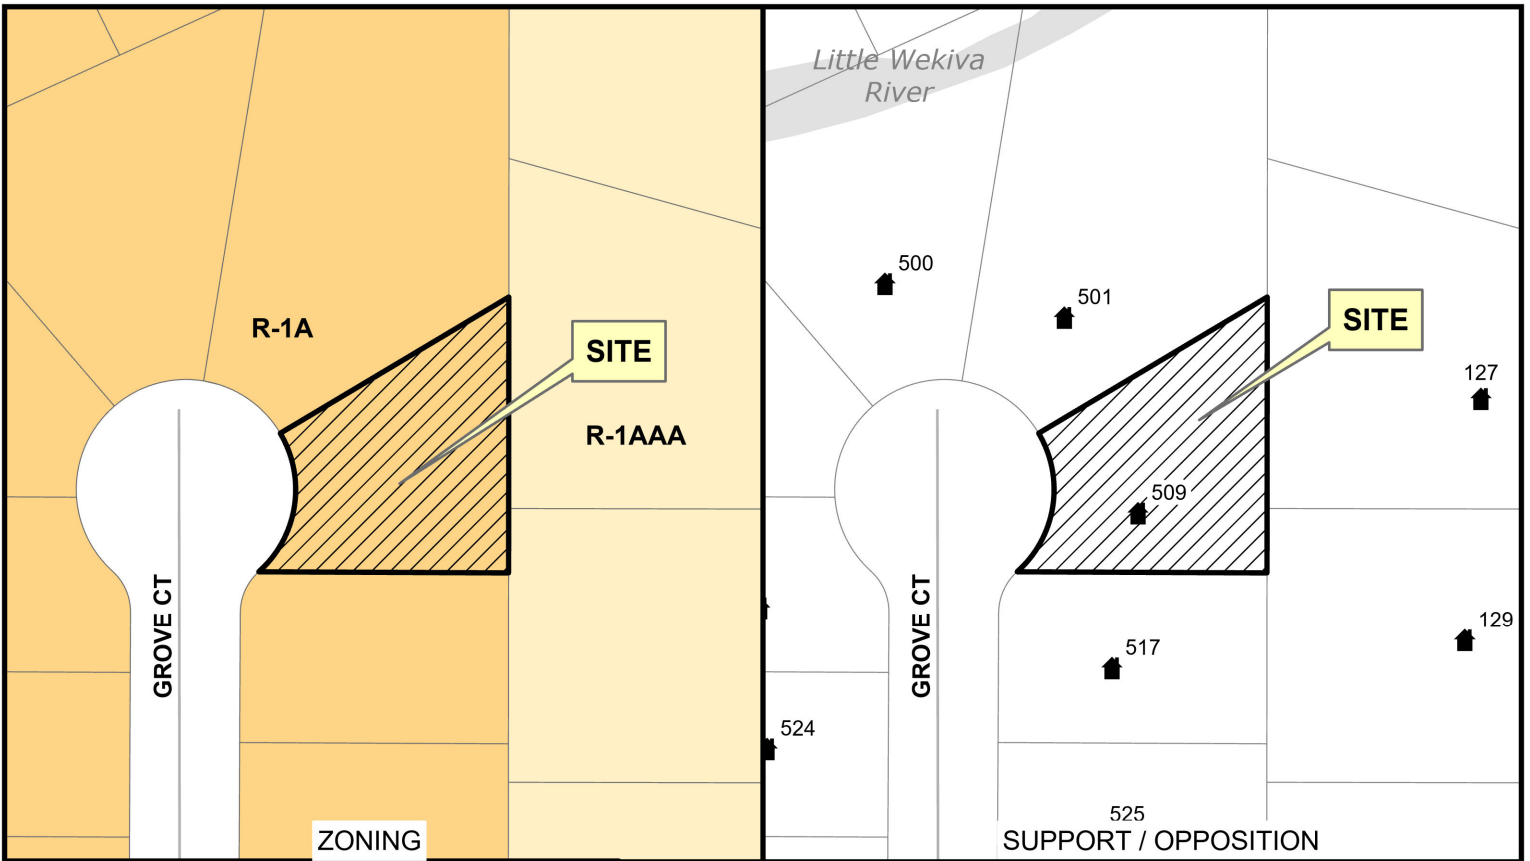 R-1A
SITE
R-1AAA
GROVE CT
ZONING
Little Wekiva
River
500
501
SITE
127
509
GROVE CT
517
129
524
525
SUPPORT / OPPOSITION